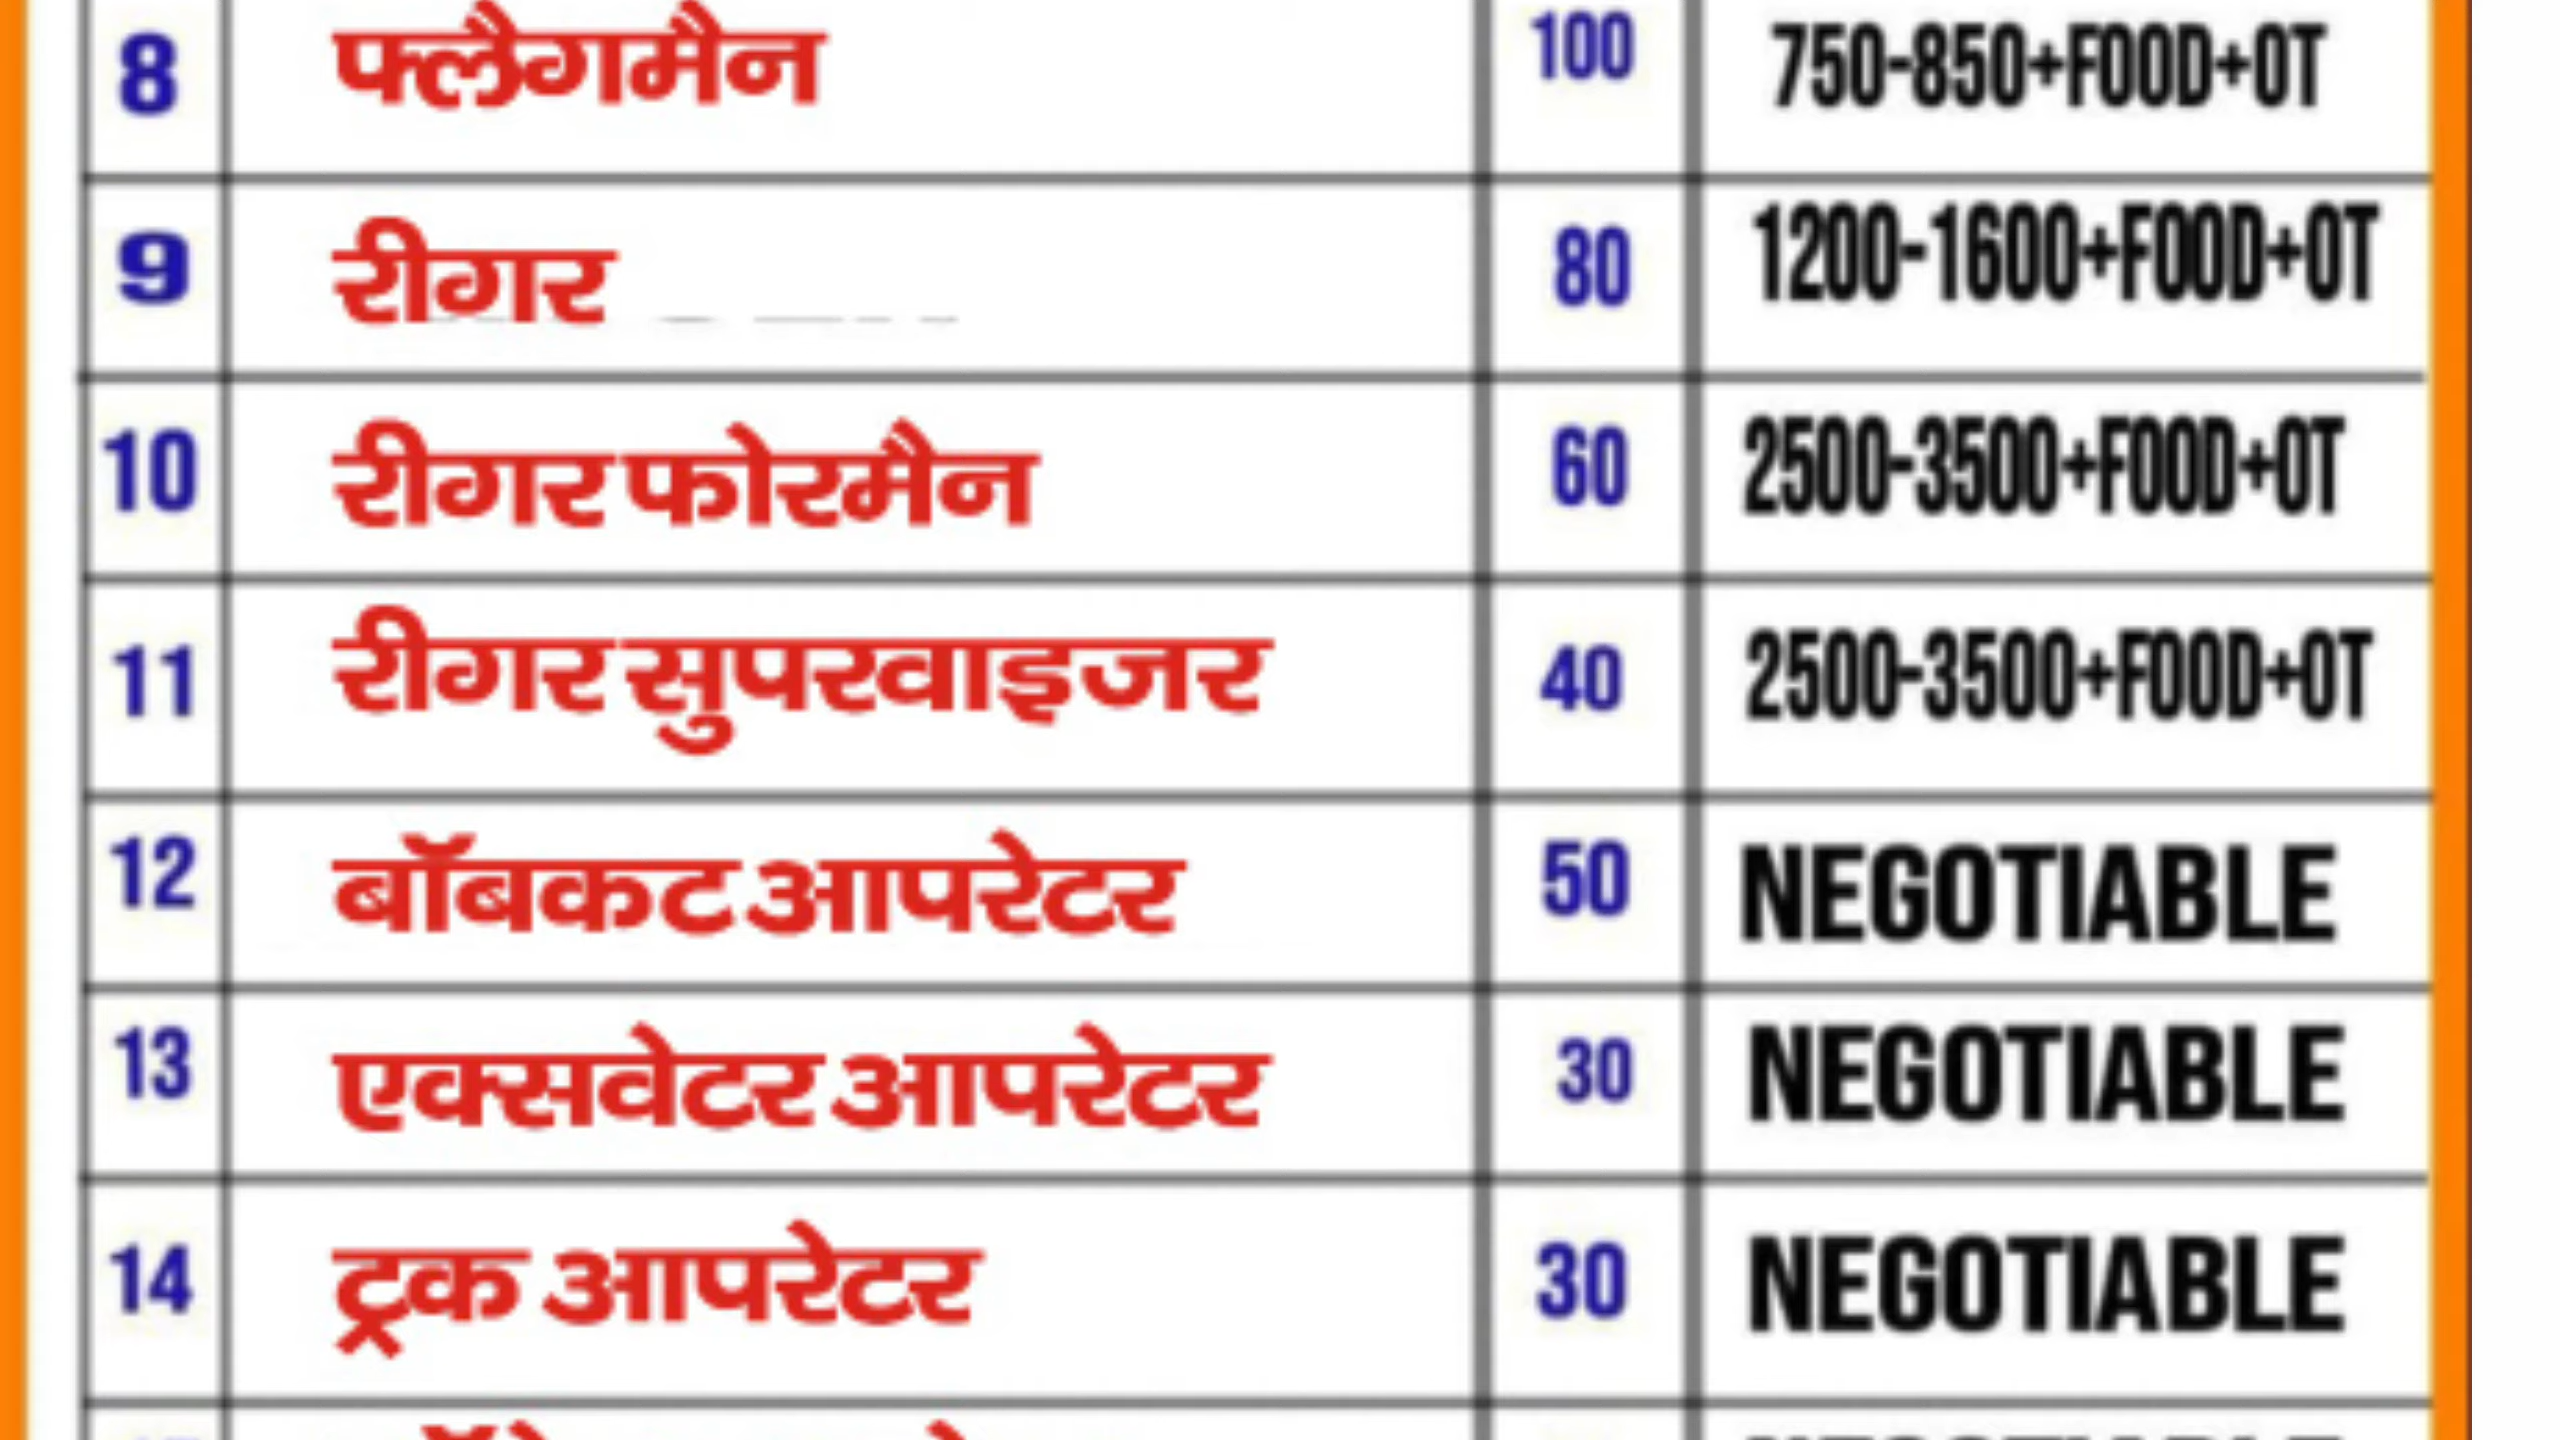 8 फ्लैगमैन 100 750-850+FOOD+OT
9 रीगर 80 1200-1600+FOOD+OT
10 रीगर फोरमैन 60 2500-3500+FOOD+OT
11 रीगर सुपरवाइजर 40 2500-3500+FOOD+OT
12 बॉबकट आपरेटर 50 NEGOTIABLE
13 एक्सवेटर आपरेटर 30 NEGOTIABLE
14 ट्रक आपरेटर 30 NEGOTIABLE